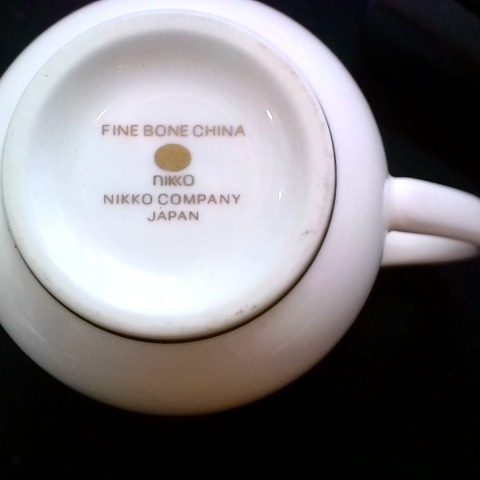 FINE BONE CHINA
nikko
NIKKO COMPANY
JAPAN